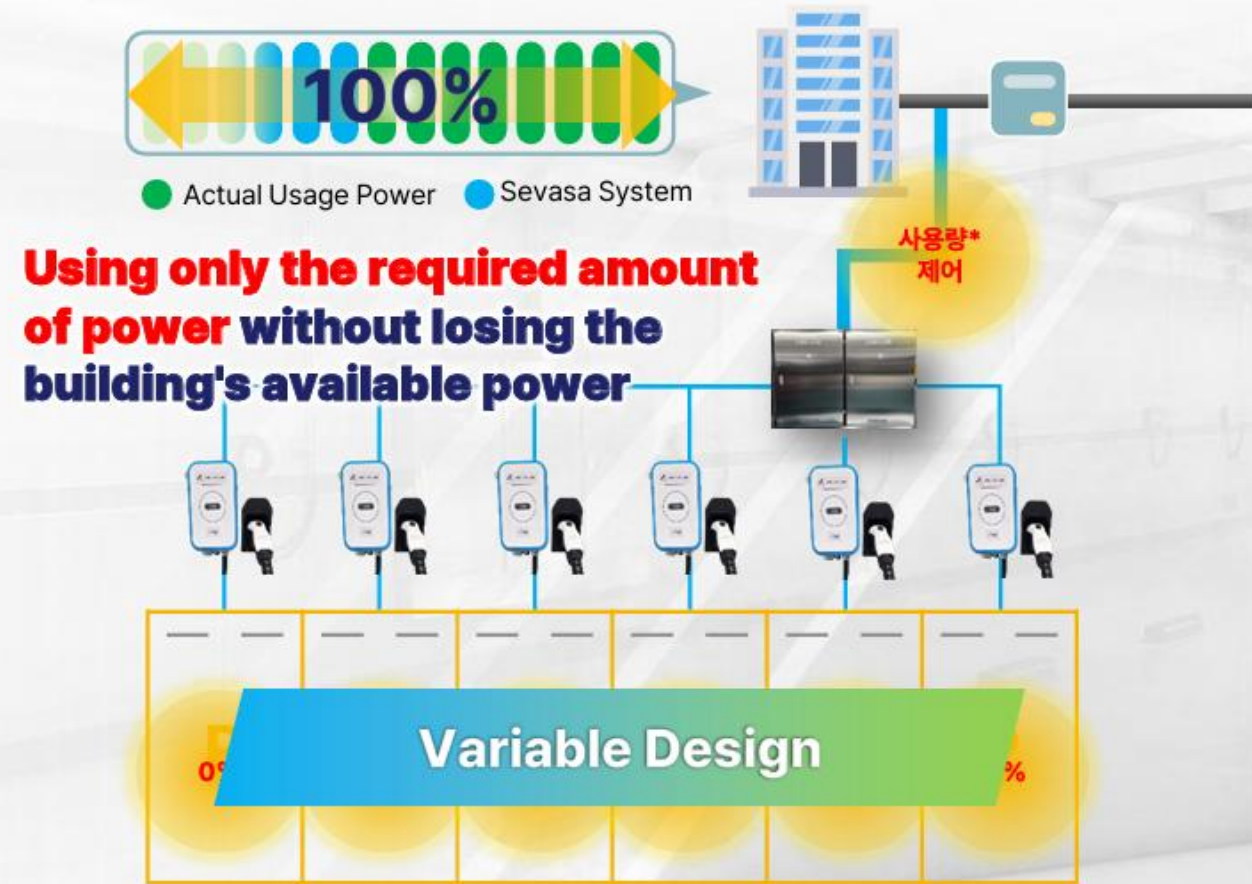 100%
Actual Usage Power
Sevasa System
사용량*
제어
Using only the required amount
of power without losing the
building's available power
Variable Design
0%
%